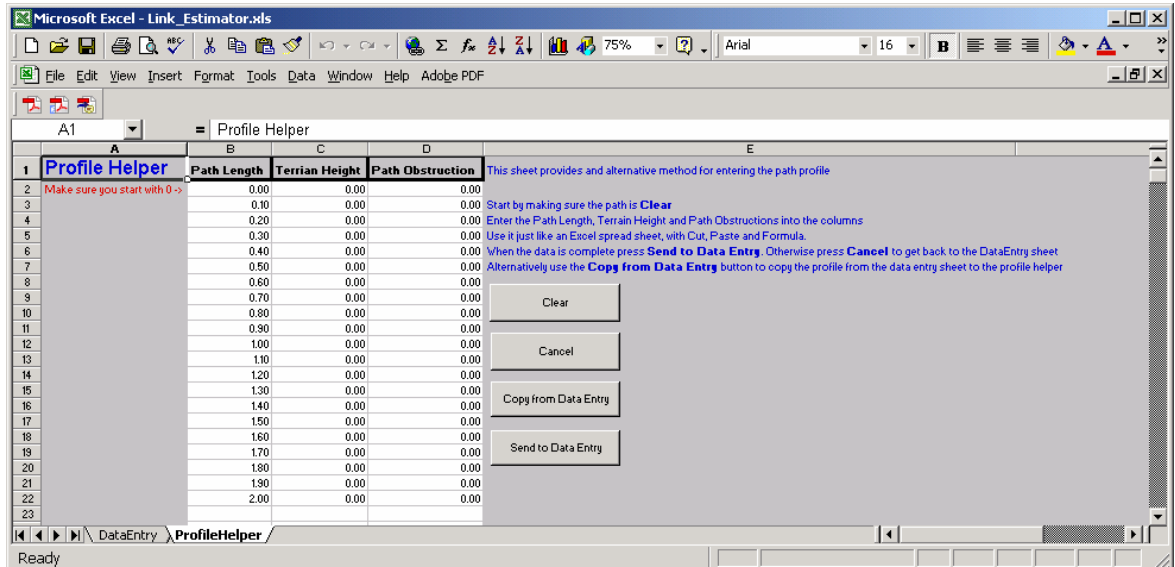 Microsoft Excel - Link_Estimator.xls
75% Arial 16 B
File Edit View Insert Format Tools Data Window Help Adobe PDF
A1 = Profile Helper
A B C D E
1 Profile Helper Path Length Terrian Height Path Obstruction This sheet provides and alternative method for entering the path profile
2 Make sure you start with 0 -> 0.00 0.00 0.00
3 0.10 0.00 0.00 Start by making sure the path is Clear
4 0.20 0.00 0.00 Enter the Path Length, Terrain Height and Path Obstructions into the columns
5 0.30 0.00 0.00 Use it just like an Excel spread sheet, with Cut, Paste and Formula.
6 0.40 0.00 0.00 When the data is complete press Send to Data Entry. Otherwise press Cancel to get back to the DataEntry sheet
7 0.50 0.00 0.00 Alternatively use the Copy from Data Entry button to copy the profile from the data entry sheet to the profile helper
8 0.60 0.00 0.00
9 0.70 0.00 0.00
Clear
10 0.80 0.00 0.00
11 0.90 0.00 0.00
12 1.00 0.00 0.00
Cancel
13 1.10 0.00 0.00
14 1.20 0.00 0.00
15 1.30 0.00 0.00
Copy from Data Entry
16 1.40 0.00 0.00
17 1.50 0.00 0.00
18 1.60 0.00 0.00
Send to Data Entry
19 1.70 0.00 0.00
20 1.80 0.00 0.00
21 1.90 0.00 0.00
22 2.00 0.00 0.00
23
DataEntry ProfileHelper
Ready